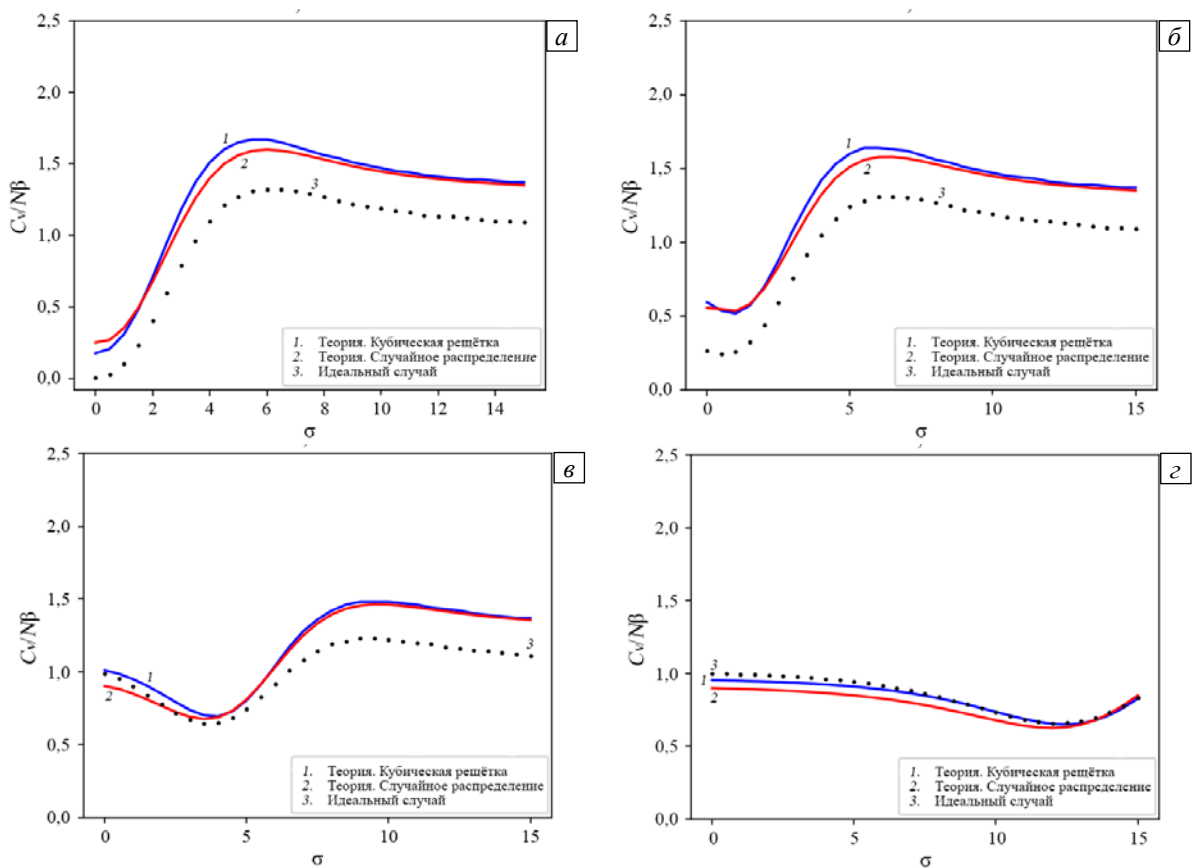 а
2,5
2,0
1,5
1,0
0,5
0,0
Cv/Nβ
1
2
3
1. Теория. Кубическая решётка
2. Теория. Случайное распределение
3. Идеальный случай
0 2 4 6 8 10 12 14
σ
б
2,5
2,0
1,5
1,0
0,5
0,0
Cv/Nβ
1
2
3
1. Теория. Кубическая решётка
2. Теория. Случайное распределение
3. Идеальный случай
0 5 10 15
σ
в
2,5
2,0
1,5
1,0
0,5
0,0
Cv/Nβ
1
2
3
1. Теория. Кубическая решётка
2. Теория. Случайное распределение
3. Идеальный случай
0 5 10 15
σ
г
2,5
2,0
1,5
1,0
0,5
0,0
Cv/Nβ
3
1
2
1. Теория. Кубическая решётка
2. Теория. Случайное распределение
3. Идеальный случай
0 5 10 15
σ